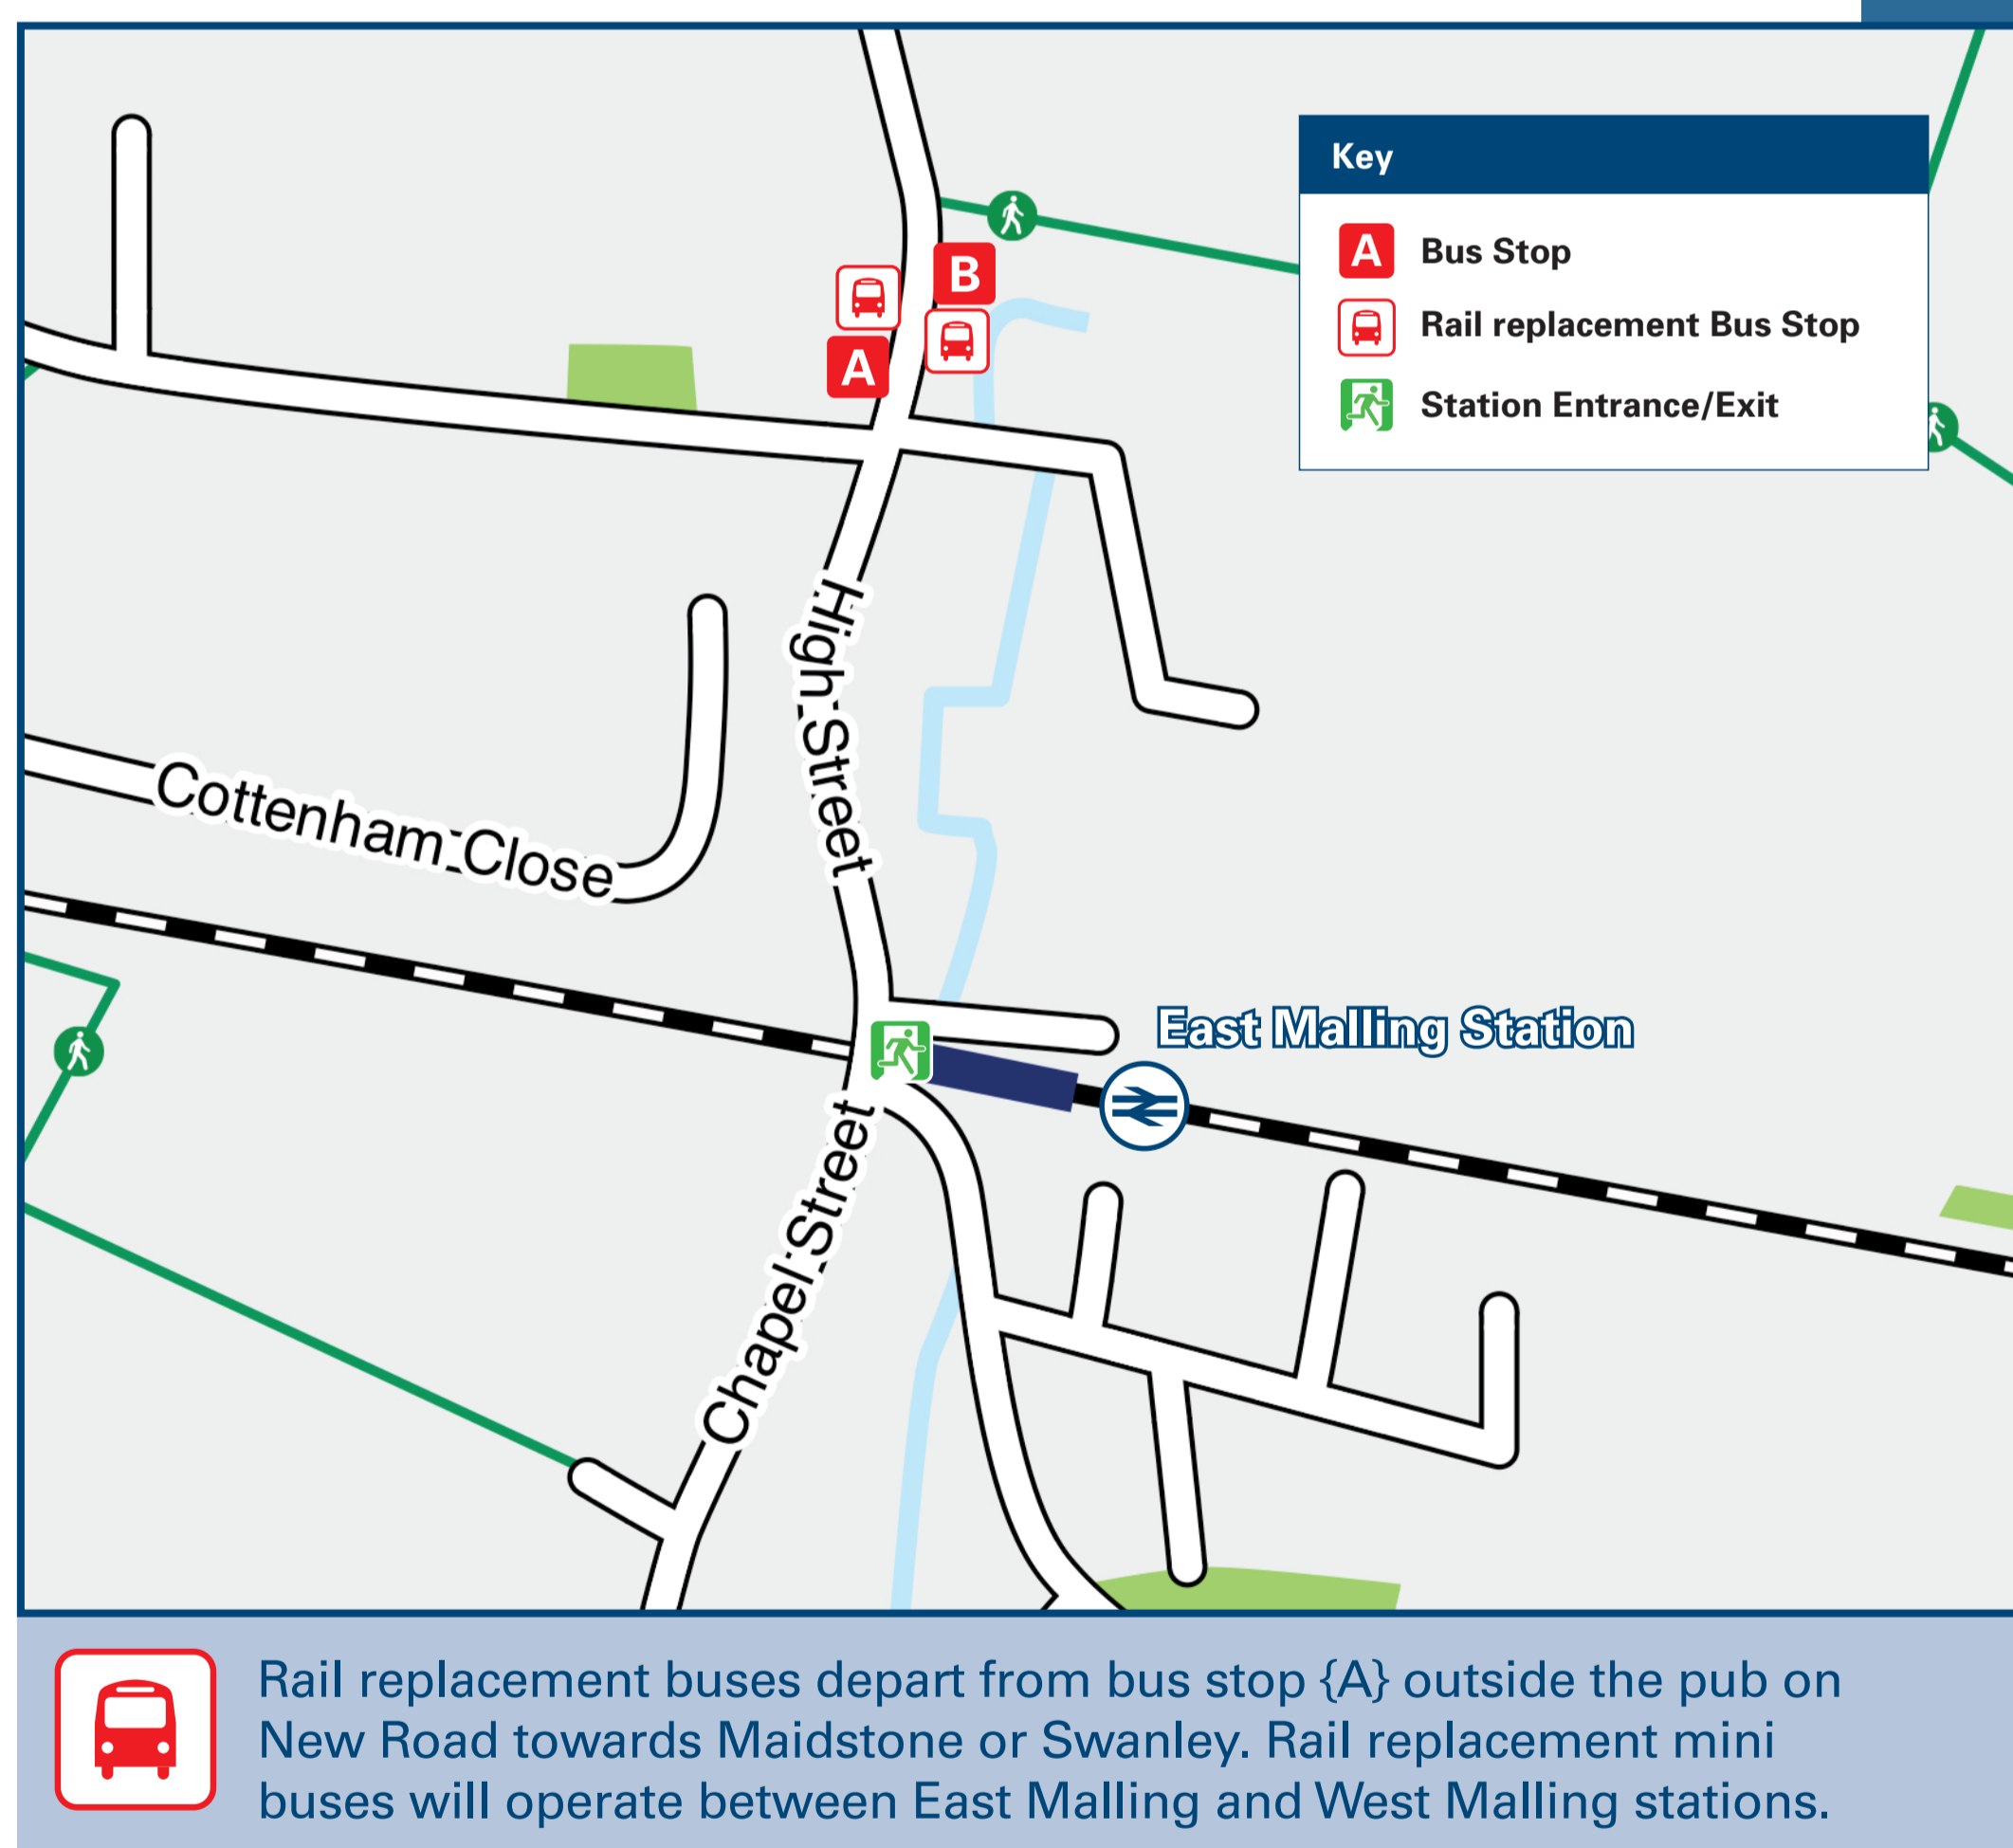 Key
A Bus Stop
Rail replacement Bus Stop
Station Entrance/Exit
B
A
High Street
Cottenham Close
East Malling Station
Chapel Street
Rail replacement buses depart from bus stop {A} outside the pub on
New Road towards Maidstone or Swanley. Rail replacement mini
buses will operate between East Malling and West Malling stations.